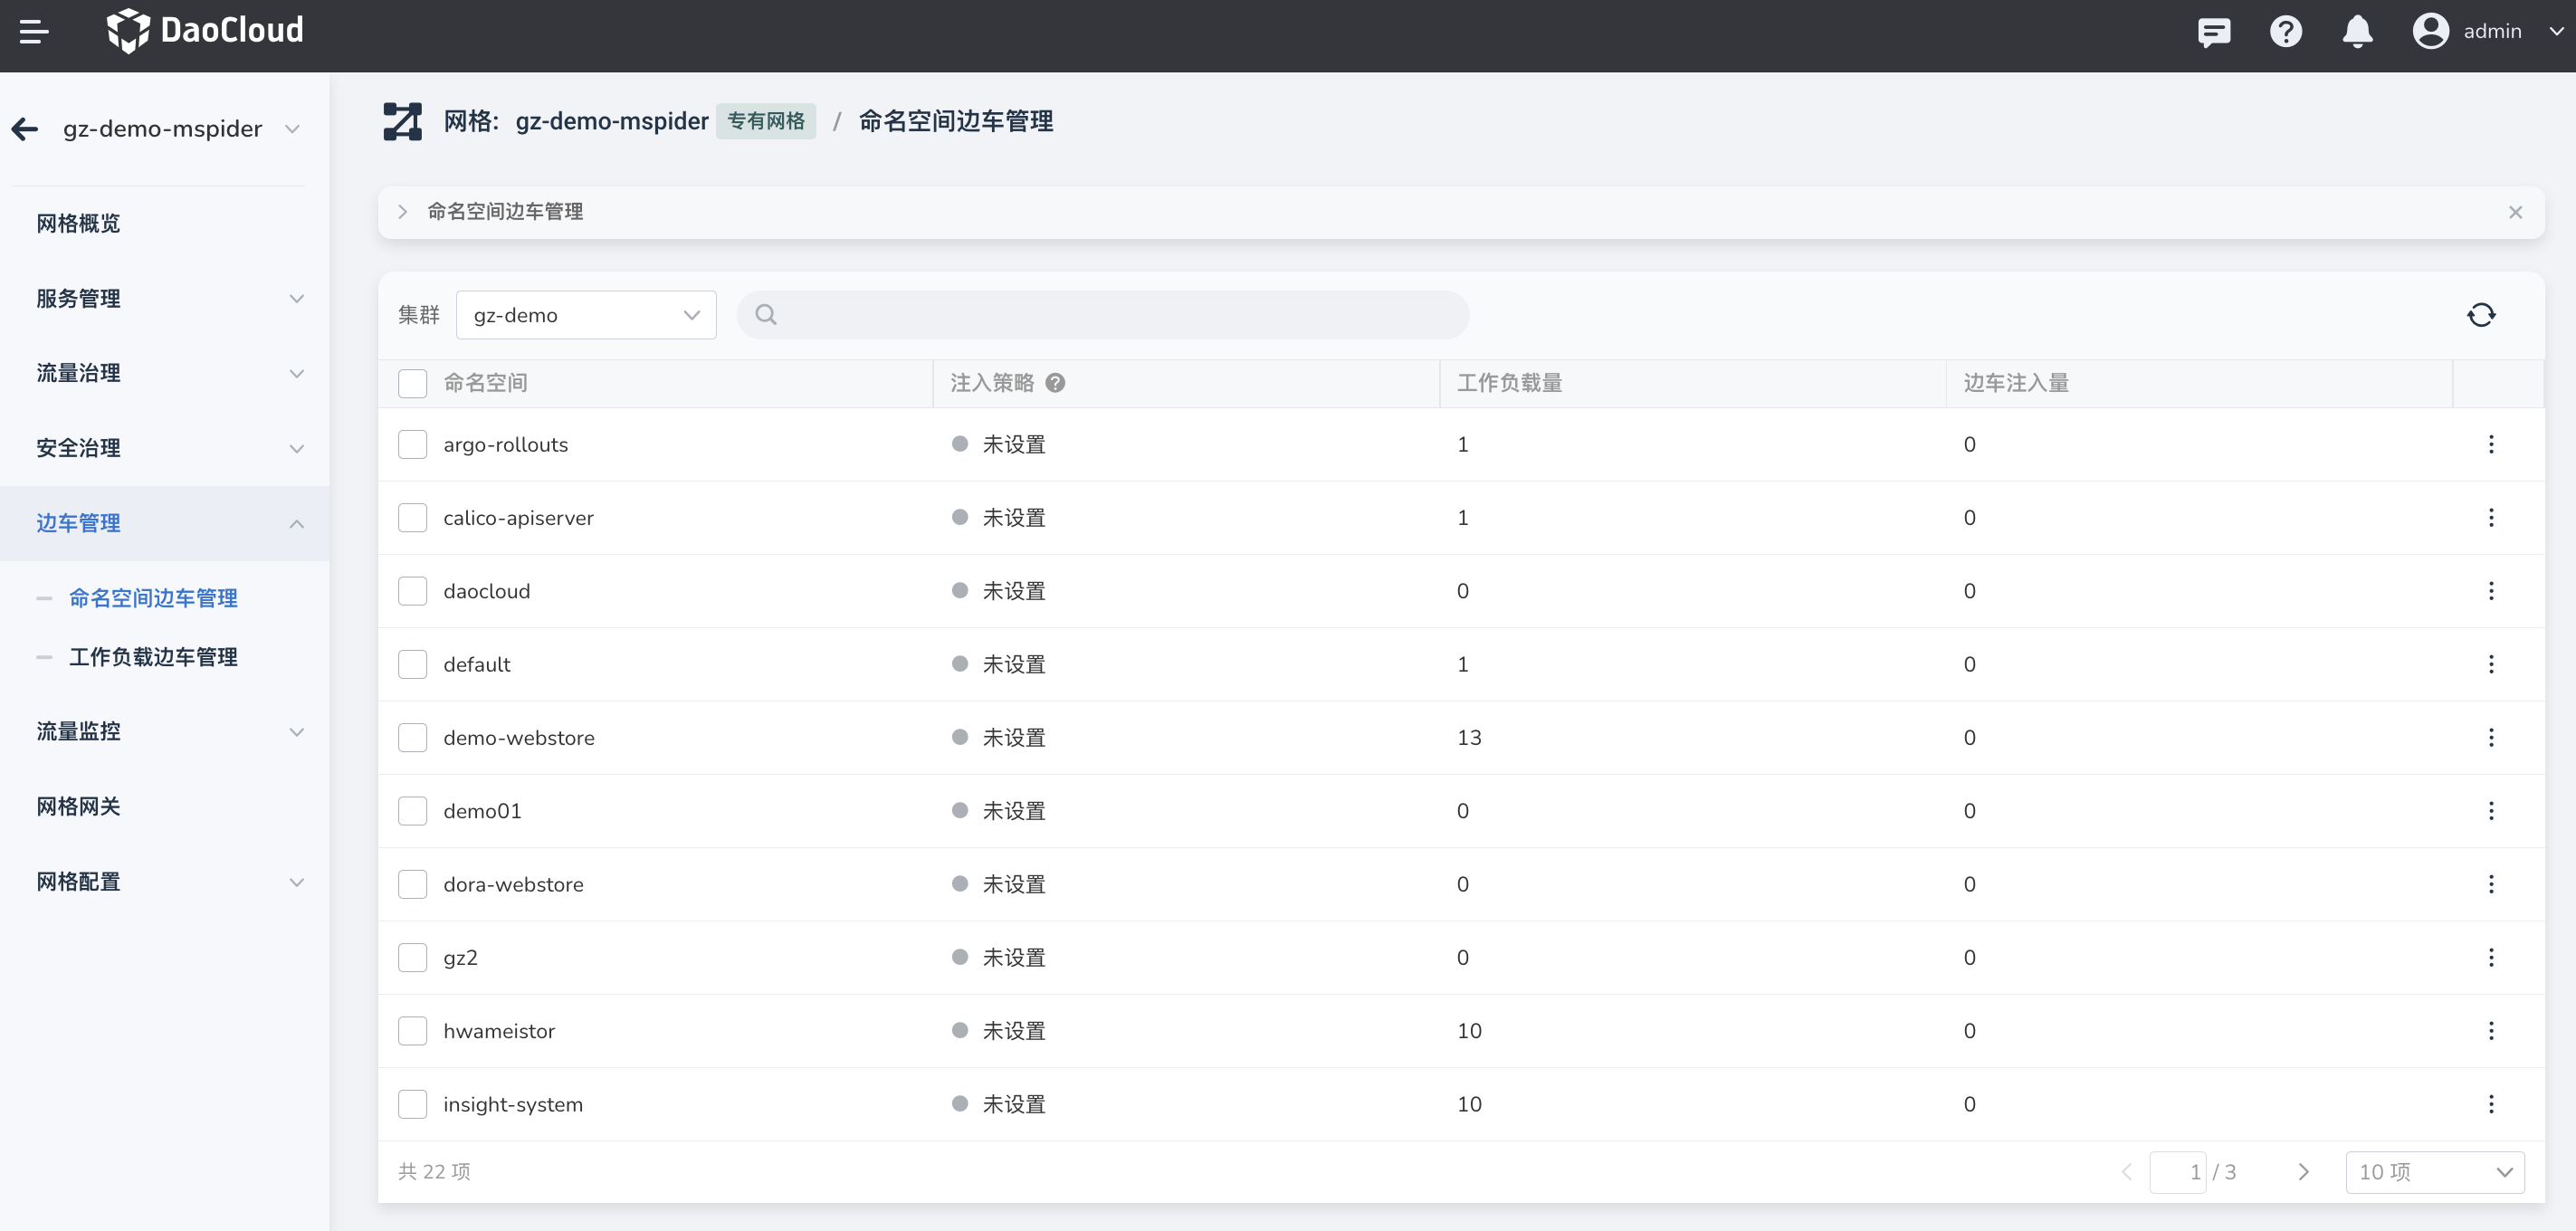 DaoCloud
admin
gz-demo-mspider
网格: gz-demo-mspider 专有网格 / 命名空间边车管理
网格概览
服务管理
流量治理
安全治理
边车管理
命名空间边车管理
工作负载边车管理
流量监控
网格网关
网格配置
命名空间边车管理
集群 gz-demo
命名空间 注入策略 工作负载量 边车注入量
argo-rollouts 未设置 1 0
calico-apiserver 未设置 1 0
daocloud 未设置 0 0
default 未设置 1 0
demo-webstore 未设置 13 0
demo01 未设置 0 0
dora-webstore 未设置 0 0
gz2 未设置 0 0
hwameistor 未设置 10 0
insight-system 未设置 10 0
共 22 项 1 / 3 10 项